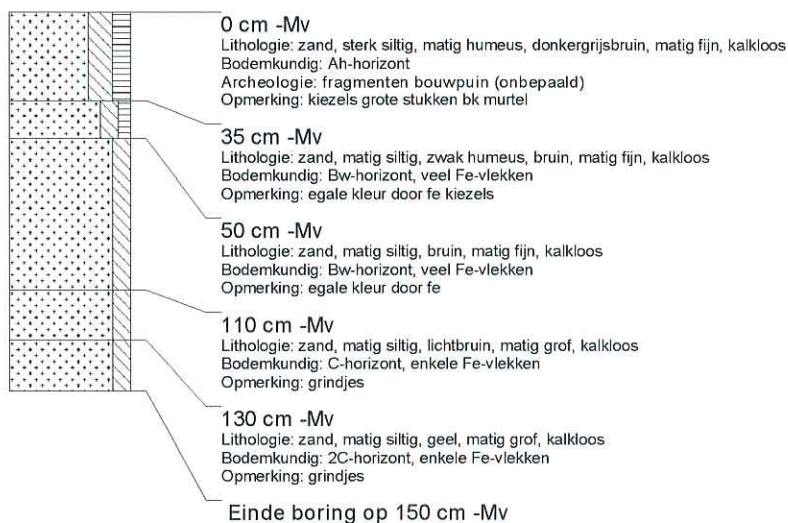 0 cm -Mv
Lithologie: zand, sterk siltig, matig humeus, donkergrijsbruin, matig fijn, kalkloos
Bodemkundig: Ah-horizont
Archeologie: fragmenten bouwpuin (onbepaald)
Opmerking: kiezels grote stukken bk murtel
35 cm -Mv
Lithologie: zand, matig siltig, zwak humeus, bruin, matig fijn, kalkloos
Bodemkundig: Bw-horizont, veel Fe-vlekken
Opmerking: egale kleur door fe kiezels
50 cm -Mv
Lithologie: zand, matig siltig, bruin, matig fijn, kalkloos
Bodemkundig: Bw-horizont, veel Fe-vlekken
Opmerking: egale kleur door fe
110 cm -Mv
Lithologie: zand, matig siltig, lichtbruin, matig grof, kalkloos
Bodemkundig: C-horizont, enkele Fe-vlekken
Opmerking: grindjes
130 cm -Mv
Lithologie: zand, matig siltig, geel, matig grof, kalkloos
Bodemkundig: 2C-horizont, enkele Fe-vlekken
Opmerking: grindjes
Einde boring op 150 cm -Mv